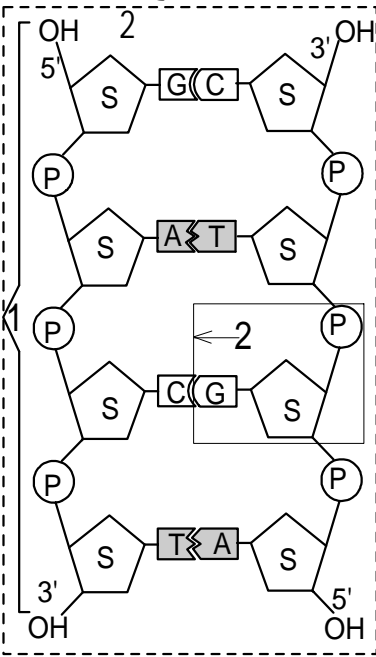 OH 2 OH
5' 3'
S G C S
P P
S A T S
1 P P
2
S C G S
P P
S T A S
3' 5'
OH OH